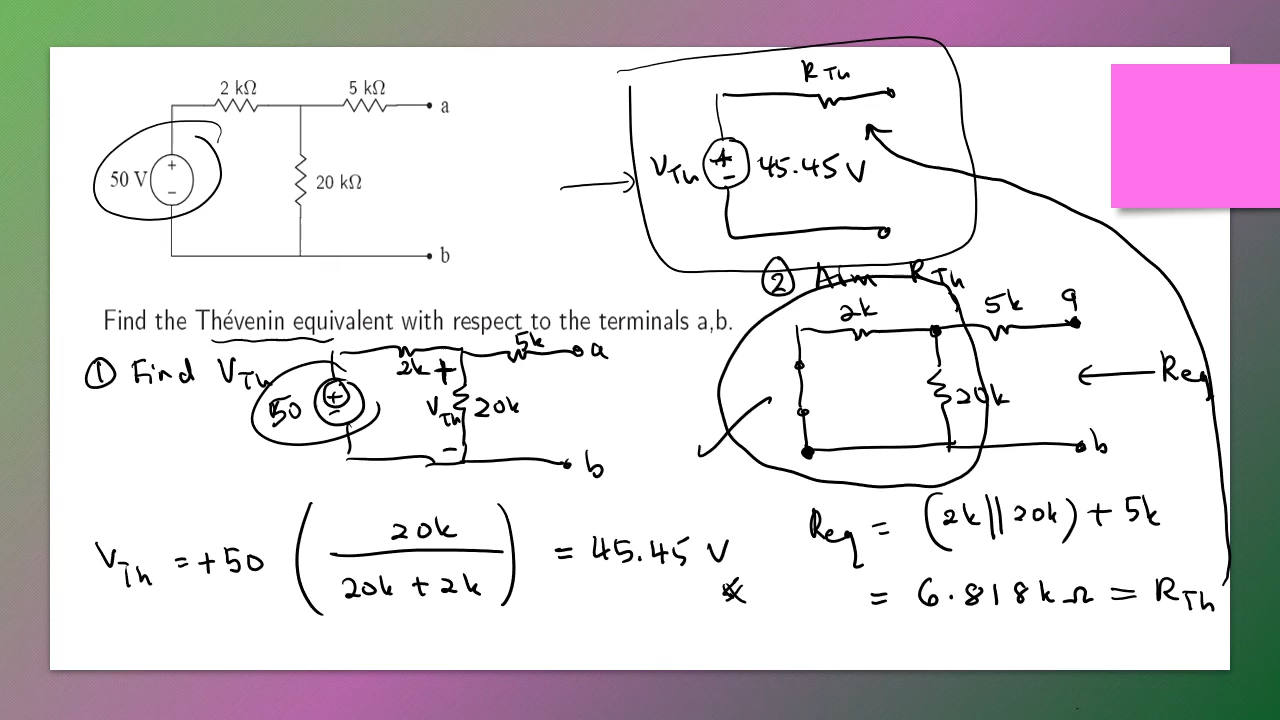 2 kΩ
5 kΩ
a
50 V
+
−
20 kΩ
b
R Th
V Th
+
−
45.45 V
Find the Thévenin equivalent with respect to the terminals a,b.
① Find V Th
50
+
−
2k
5k
a
+
V Th
−
20k
b
② R Th
2k
5k
a
20k
b
← Req
V Th = +50 ( 20k / 20k + 2k ) = 45.45 V
Req = (2k || 20k) + 5k
= 6.818 k Ω = R Th